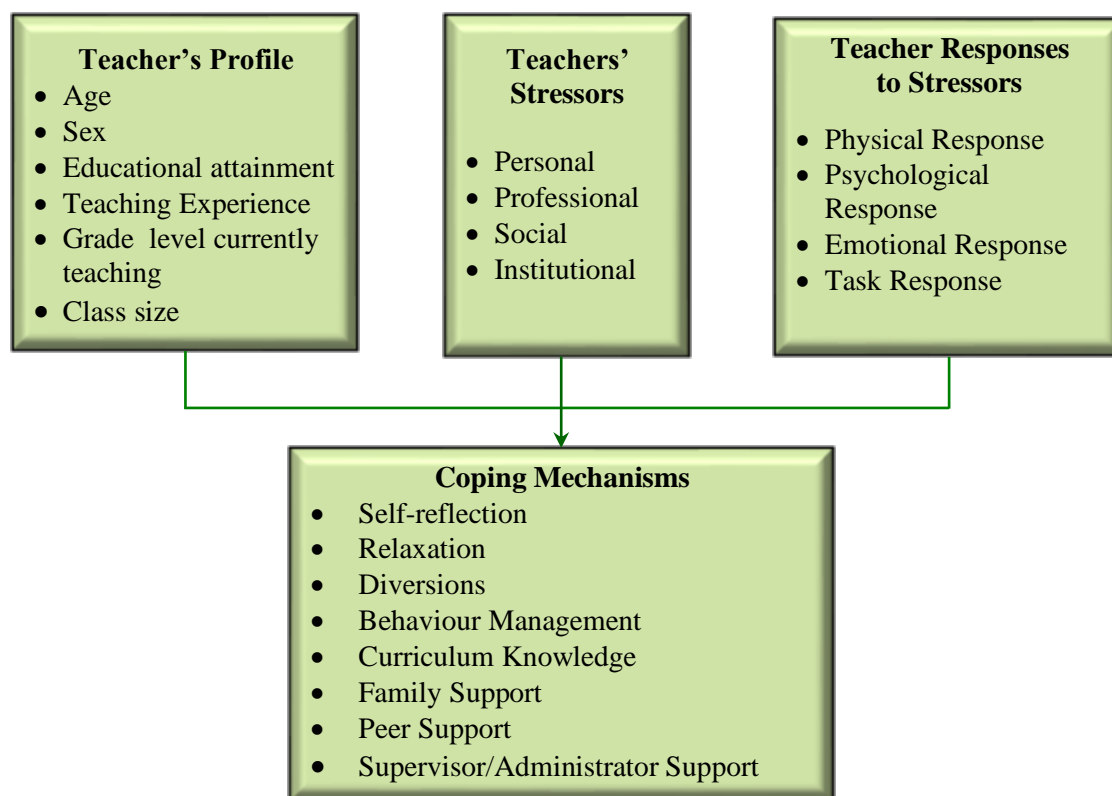 Teacher's Profile
• Age
• Sex
• Educational attainment
• Teaching Experience
• Grade level currently
teaching
• Class size
Teachers'
Stressors
• Personal
• Professional
• Social
• Institutional
Teacher Responses
to Stressors
• Physical Response
• Psychological
Response
• Emotional Response
• Task Response
Coping Mechanisms
• Self-reflection
• Relaxation
• Diversions
• Behaviour Management
• Curriculum Knowledge
• Family Support
• Peer Support
• Supervisor/Administrator Support